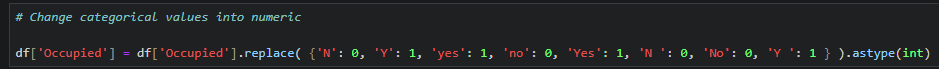 # Change categorical values into numeric
df['Occupied'] = df['Occupied'].replace( {'N': 0, 'Y': 1, 'yes': 1, 'no': 0, 'Yes': 1, 'N ': 0, 'No': 0, 'Y ': 1 } ).astype(int)